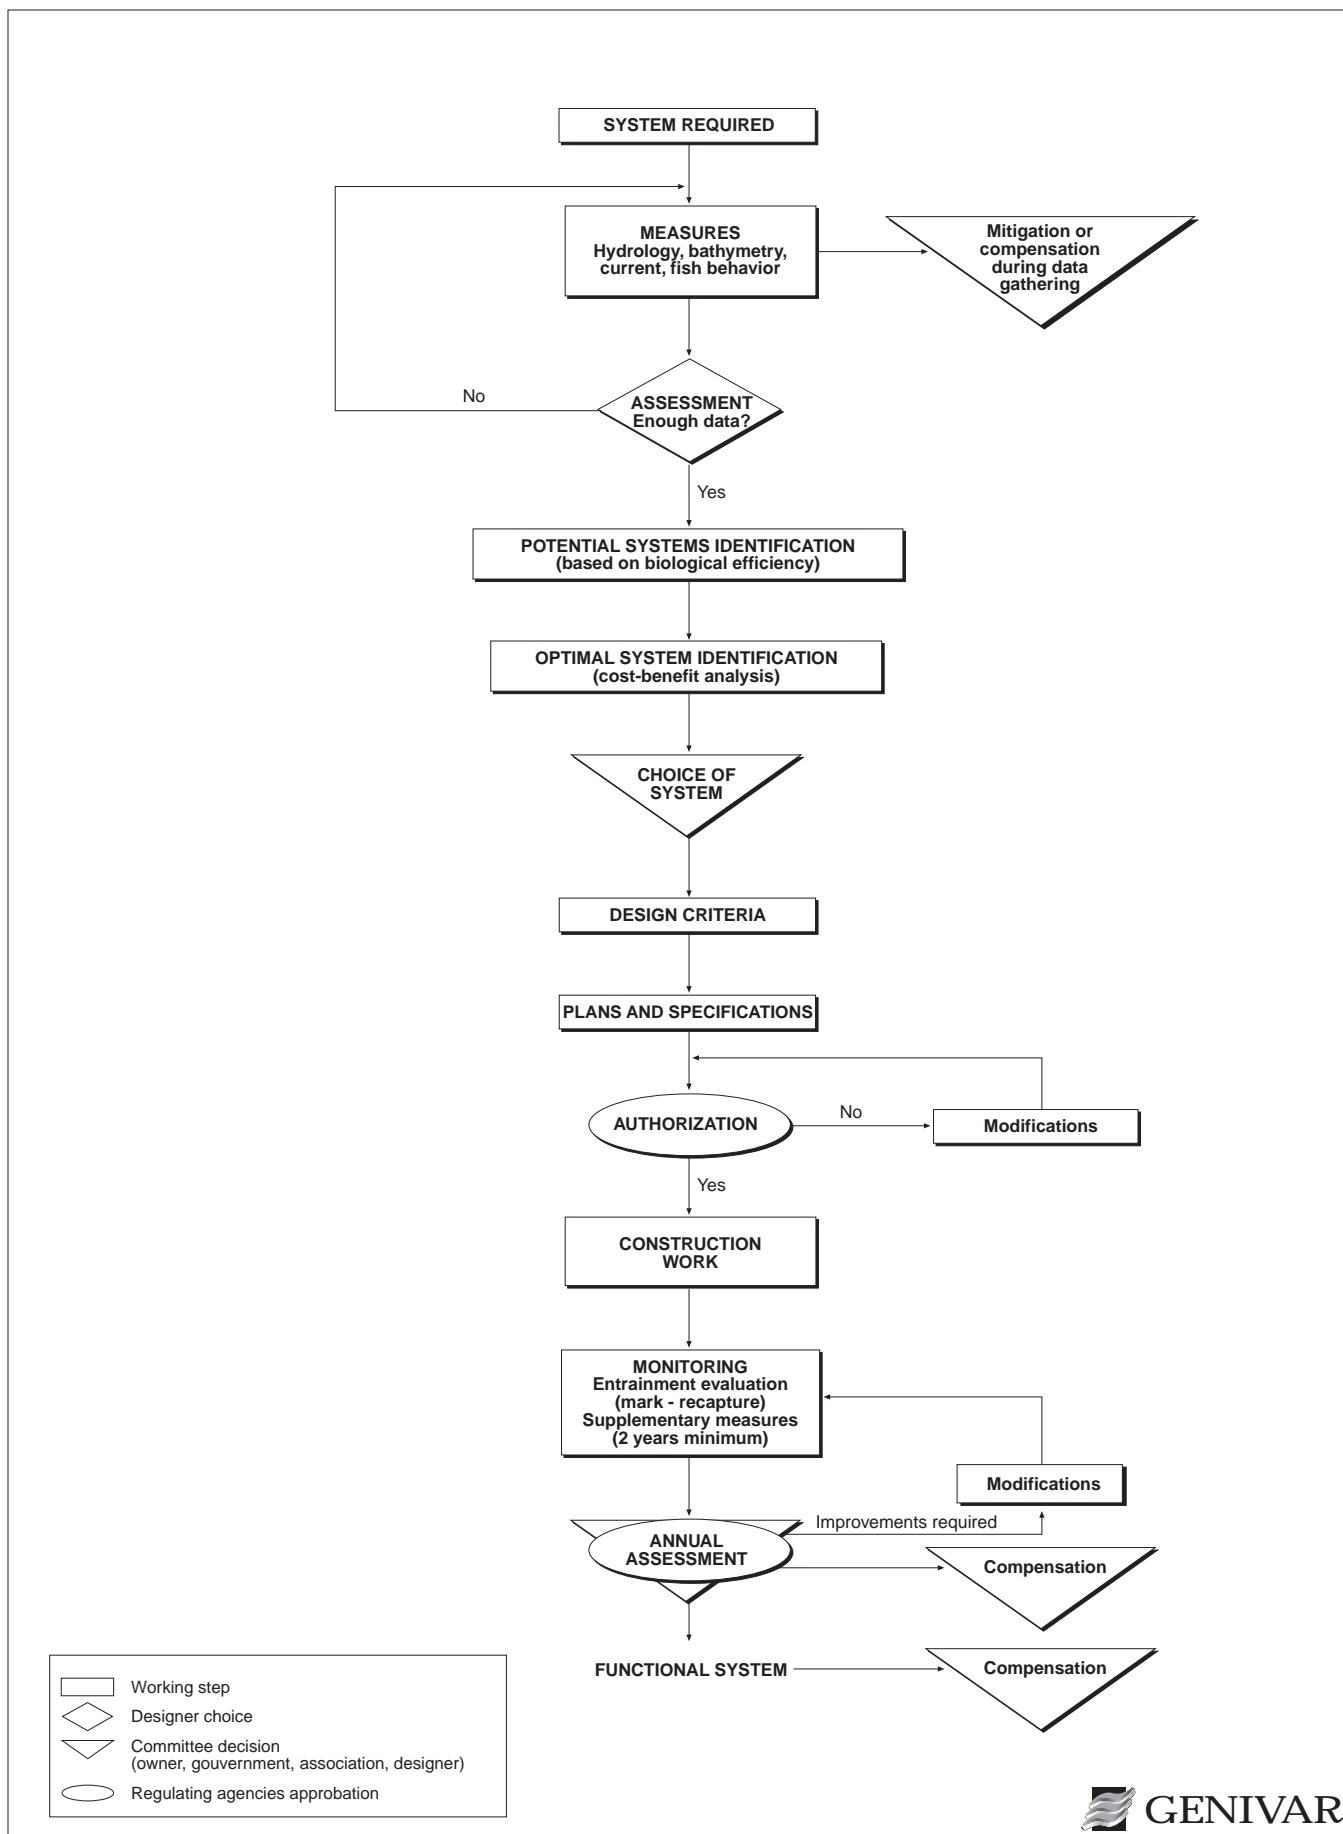 SYSTEM REQUIRED
MEASURES
Hydrology, bathymetry,
current, fish behavior
Mitigation or
compensation
during data
gathering
No
ASSESSMENT
Enough data?
Yes
POTENTIAL SYSTEMS IDENTIFICATION
(based on biological efficiency)
OPTIMAL SYSTEM IDENTIFICATION
(cost-benefit analysis)
CHOICE OF
SYSTEM
DESIGN CRITERIA
PLANS AND SPECIFICATIONS
AUTHORIZATION
No
Modifications
Yes
CONSTRUCTION
WORK
MONITORING
Entrainment evaluation
(mark - recapture)
Supplementary measures
(2 years minimum)
Modifications
Improvements required
ANNUAL
ASSESSMENT
Compensation
FUNCTIONAL SYSTEM
Compensation
Working step
Designer choice
Committee decision
(owner, gouvernment, association, designer)
Regulating agencies approbation
GENIVAR